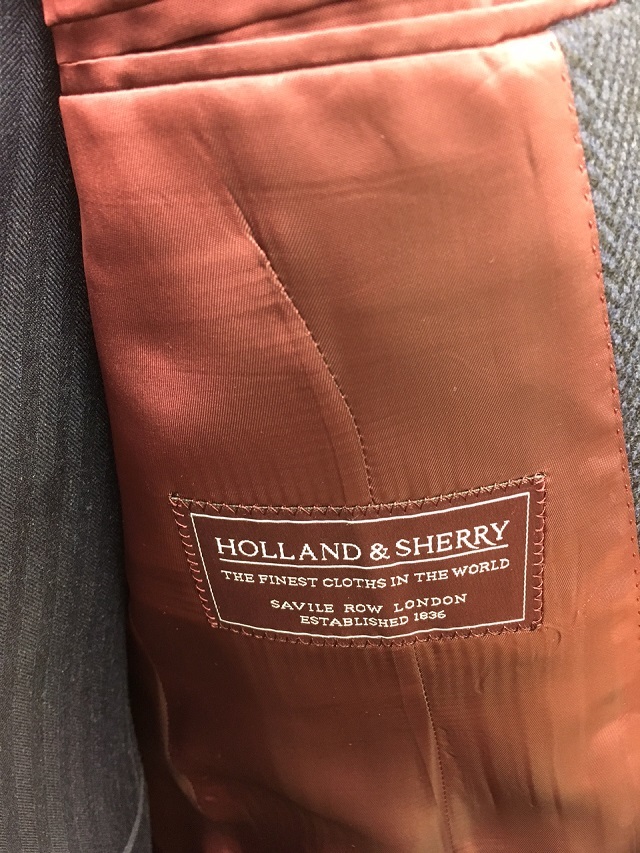 HOLLAND & SHERRY
THE FINEST CLOTHS IN THE WORLD
SAVILE ROW LONDON
ESTABLISHED 1836